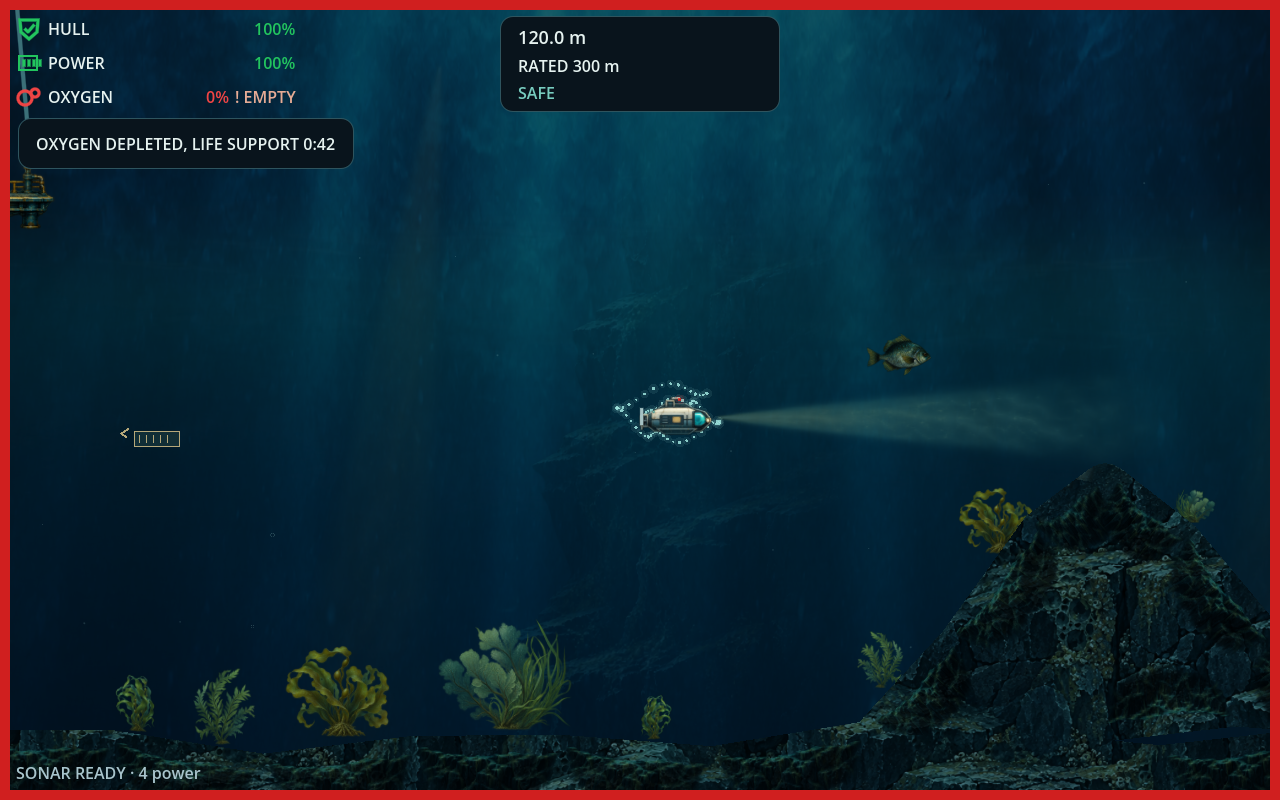 HULL 100%
POWER 100%
OXYGEN 0% ! EMPTY
OXYGEN DEPLETED, LIFE SUPPORT 0:42
120.0 m
RATED 300 m
SAFE
SONAR READY · 4 power